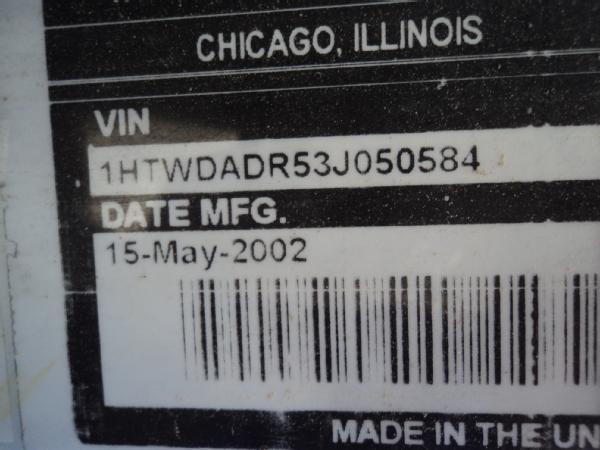 CHICAGO, ILLINOIS
VIN
1HTWDADR53J050584
DATE MFG.
15-May-2002
MADE IN THE UN